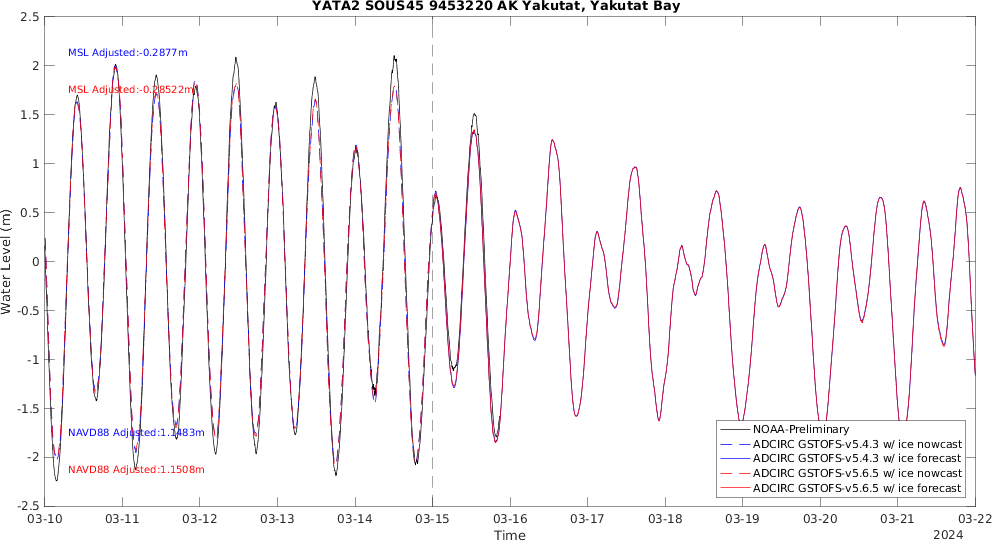 YATA2 SOUS45 9453220 AK Yakutat, Yakutat Bay
MSL Adjusted:-0.2877m
MSL Adjusted:-0.28522m
NAVD88 Adjusted:1.1483m
NAVD88 Adjusted:1.1508m
Water Level (m)
2.5
2
1.5
1
0.5
0
-0.5
-1
-1.5
-2
-2.5
NOAA-Preliminary
ADCIRC GSTOFS-v5.4.3 w/ ice nowcast
ADCIRC GSTOFS-v5.4.3 w/ ice forecast
ADCIRC GSTOFS-v5.6.5 w/ ice nowcast
ADCIRC GSTOFS-v5.6.5 w/ ice forecast
03-10 03-11 03-12 03-13 03-14 03-15 03-16 03-17 03-18 03-19 03-20 03-21 03-22
Time
2024